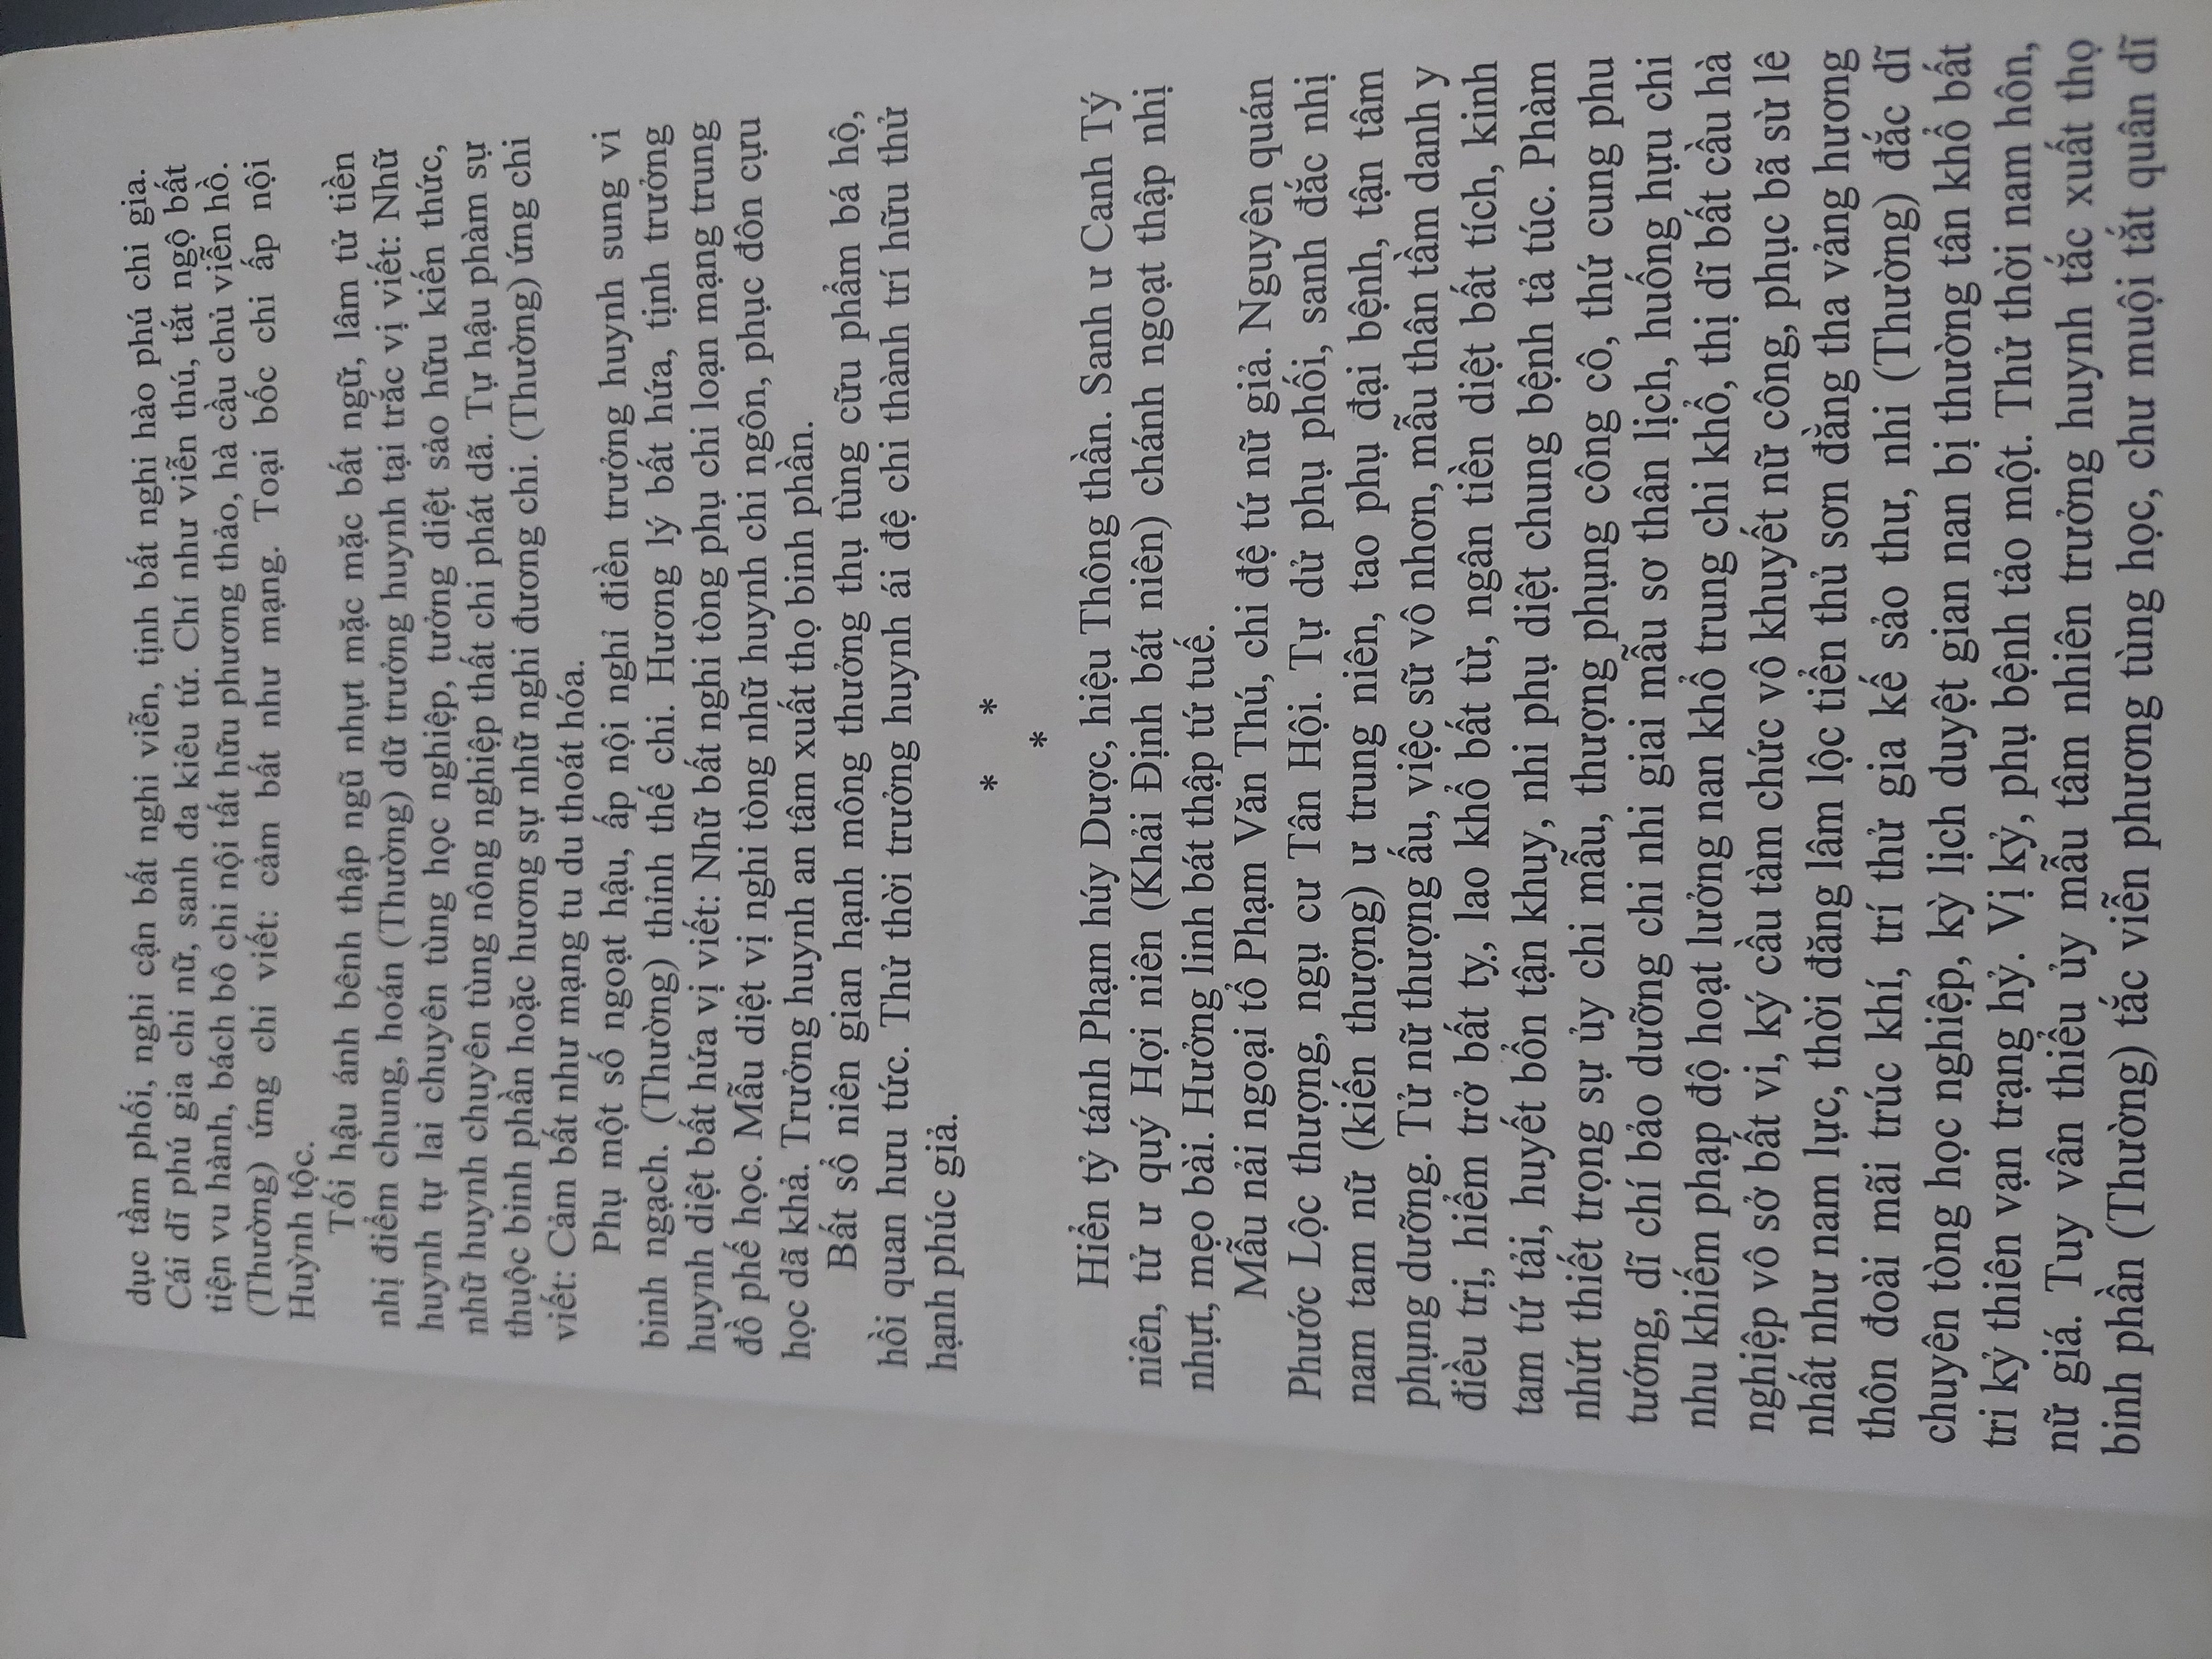 dục tầm phối, nghi cận bất nghi viễn, tịnh bất nghi hào phú chi gia.
Cái dĩ phú gia chi nữ, sanh đa kiêu tứ. Chí như viễn thú, tắt ngộ bất
tiện vu hành, bách bô chi nội tất hữu phương thảo, hà cầu chủ viễn hồ.
(Thường) ứng chi viết: cảm bất như mạng. Toại bốc chi ấp nội
Huỳnh tộc.
Tối hậu ánh bênh thập ngũ nhựt mặc mặc bất ngữ, lâm tử tiền
nhị điểm chung, hoán (Thường) dữ trưởng huynh tại trắc vị viết: Nhữ
huynh tự lai chuyên tùng học nghiệp, tưởng diệt sảo hữu kiến thức,
nhữ huynh chuyên tùng nông nghiệp thất chi phát dã. Tự hậu phàm sự
thuộc binh phần hoặc hương sự nhữ nghi đương chi. (Thường) ứng chi
viết: Cảm bất như mạng tu du thoát hóa.
Phụ một số ngoạt hậu, ấp nội nghỉ điền trưởng huynh sung vi
binh ngạch. (Thường) thỉnh thế chi. Hương lý bất hứa, tịnh trưởng
huynh diệt bất hứa vị viết: Nhữ bất nghi tòng phụ chi loạn mạng trung
đồ phế học. Mẫu diệt vị nghi tòng nhữ huynh chi ngôn, phục đôn cựu
học dã khả. Trưởng huynh an tâm xuất thọ binh phần.
Bất sổ niên gian hạnh mông thưởng thụ tùng cữu phẩm bá hộ,
hồi quan hưu tức. Thử thời trưởng huynh ái đệ chi thành trí hữu thử
hạnh phúc giả.
* *
*
Hiển tỷ tánh Phạm húy Dược, hiệu Thông thần. Sanh ư Canh Tý
niên, tử ư quý Hợi niên (Khải Định bát niên) chánh ngoạt thập nhị
nhựt, mẹo bài. Hưởng linh bát thập tứ tuế.
Mẫu nải ngoại tổ Phạm Văn Thú, chi đệ tứ nữ giả. Nguyên quán
Phước Lộc thượng, ngụ cư Tân Hội. Tự dử phụ phối, sanh đắc nhị
nam tam nữ (kiến thượng) ư trung niên, tao phụ đại bệnh, tận tâm
phụng dưỡng. Tử nữ thượng ấu, việc sữ vô nhơn, mẫu thân tầm danh y
điều trị, hiểm trở bất tỵ, lao khổ bất từ, ngân tiền diệt bất tích, kinh
tam tứ tải, huyết bổn tận khuy, nhi phụ diệt chung bệnh tả túc. Phàm
nhứt thiết trọng sự ủy chi mẫu, thượng phụng công cô, thứ cung phu
tướng, dĩ chí bảo dưỡng chi nhi giai mẫu sơ thân lịch, huống hựu chi
nhu khiếm phạp độ hoạt lưởng nan khổ trung chi khổ, thị dĩ bất cầu hà
nghiệp vô sở bất vi, ký cầu tàm chức vô khuyết nữ công, phục bã sừ lê
nhất như nam lực, thời đăng lâm lộc tiển thủ sơn đằng tha vảng hương
thôn đoài mãi trúc khí, trí thử gia kế sảo thư, nhi (Thường) đắc dĩ
chuyên tòng học nghiệp, kỳ lịch duyệt gian nan bị thường tân khổ bất
tri kỷ thiên vạn trạng hỷ. Vị kỷ, phụ bệnh tảo một. Thử thời nam hôn,
nữ giá. Tuy vân thiểu ủy mẫu tâm nhiên trưởng huynh tắc xuất thọ
binh phần (Thường) tắc viễn phương tùng học, chư muội tắt quân dĩ